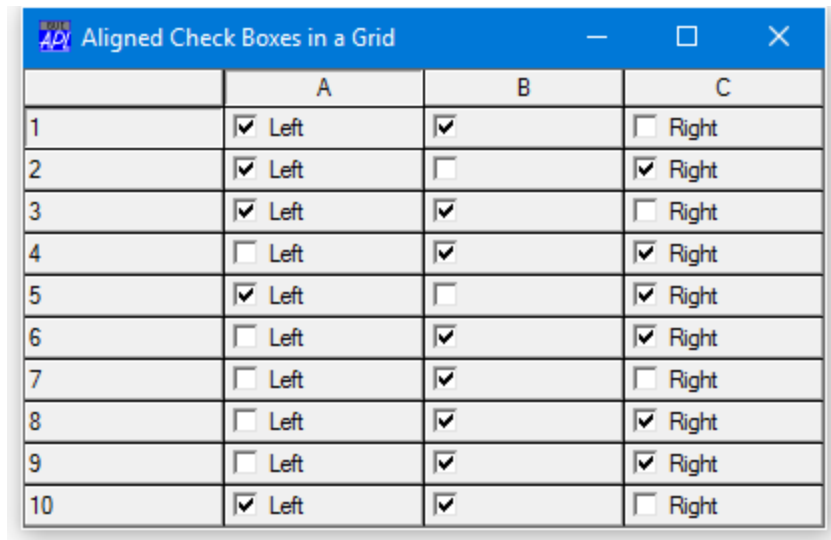 APL Aligned Check Boxes in a Grid
A B C
1 Left Right
2 Left Right
3 Left Right
4 Left Right
5 Left Right
6 Left Right
7 Left Right
8 Left Right
9 Left Right
10 Left Right